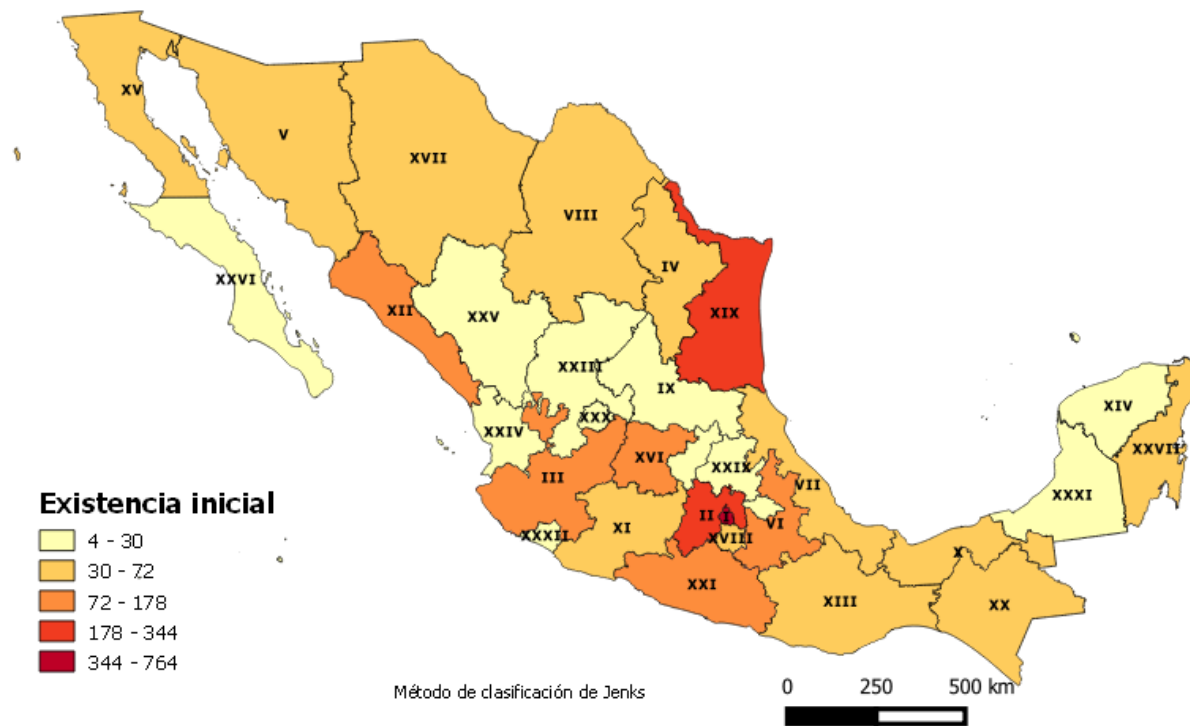 XV
V
XVII
VIII
IV
XXVI
XII
XXV
XIX
XXIII
IX
XXX
XXIV
XIV
XXIX
XVI
III
XXVII
VII
XXXI
II
I
VI
XI
XXXII
XVIII
X
XXI
XIII
XX
Existencia inicial
4 - 30
30 - 72
72 - 178
178 - 344
344 - 764
Método de clasificación de Jenks
0 250 500 km